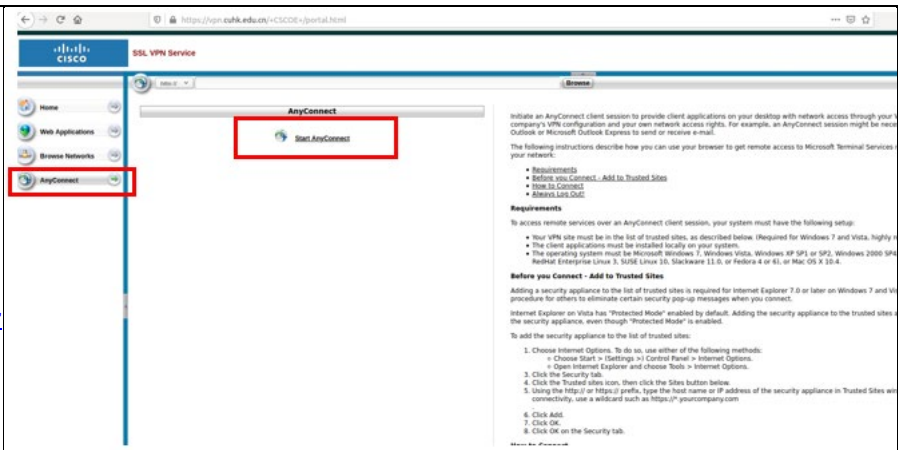 https://vpn.cuhk.edu.cn/+CSCOE+/portal.html
CISCO
SSL VPN Service
Browse
Home
Web Applications
Browse Networks
AnyConnect
AnyConnect
Start AnyConnect
Initiate an AnyConnect client session to provide client applications on your desktop with network access through your
company's VPN configuration and your own network access rights. For example, an AnyConnect session might be nece
Outlook or Microsoft Outlook Express to send or receive e-mail.
The following instructions describe how you can use your browser to get remote access to Microsoft Terminal Services
your network:
• Requirements
• Before you Connect - Add to Trusted Sites
• How to Connect
• Always Log Out!
Requirements
To access remote services over an AnyConnect client session, your system must have the following setup:
• Your VPN site must be in the list of trusted sites, as described below. (Required for Windows 7 and Vista, highly
• The client applications must be installed locally on your system.
• The operating system must be Microsoft Windows 7, Windows Vista, Windows XP SP1 or SP2, Windows 2000 SP4
RedHat Enterprise Linux 3, SUSE Linux 10, Slackware 11.0, or Fedora 4 or 6), or Mac OS X 10.4.
Before you Connect - Add to Trusted Sites
Adding a security appliance to the list of trusted sites is required for Internet Explorer 7.0 or later on Windows 7 and
procedure for others to eliminate certain security pop-up messages when you connect.
Internet Explorer on Vista has "Protected Mode" enabled by default. Adding the security appliance to the trusted sites
the security appliance, even though "Protected Mode" is enabled.
To add the security appliance to the list of trusted sites:
1. Choose Internet Options. To do so, use either of the following methods:
◦ Choose Start > (Settings >) Control Panel > Internet Options.
◦ Open Internet Explorer and choose Tools > Internet Options.
3. Click the Security tab.
4. Click the Trusted sites icon, then click the Sites button below.
5. Using the http:// or https:// prefix, type the host name or IP address of the security appliance in Trusted Sites
connectivity, use a wildcard such as https://*.yourcompany.com
6. Click Add.
7. Click OK.
8. Click OK on the Security tab.
How to Connect